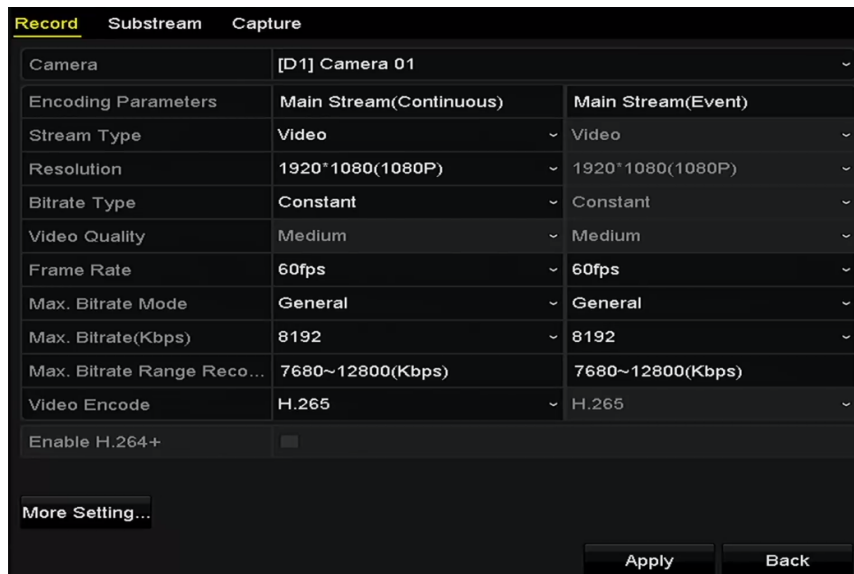 Record Substream Capture
Camera [D1] Camera 01
Encoding Parameters Main Stream(Continuous) Main Stream(Event)
Stream Type Video Video
Resolution 1920*1080(1080P) 1920*1080(1080P)
Bitrate Type Constant Constant
Video Quality Medium Medium
Frame Rate 60fps 60fps
Max. Bitrate Mode General General
Max. Bitrate(Kbps) 8192 8192
Max. Bitrate Range Reco... 7680~12800(Kbps) 7680~12800(Kbps)
Video Encode H.265 H.265
Enable H.264+
More Setting...
Apply Back